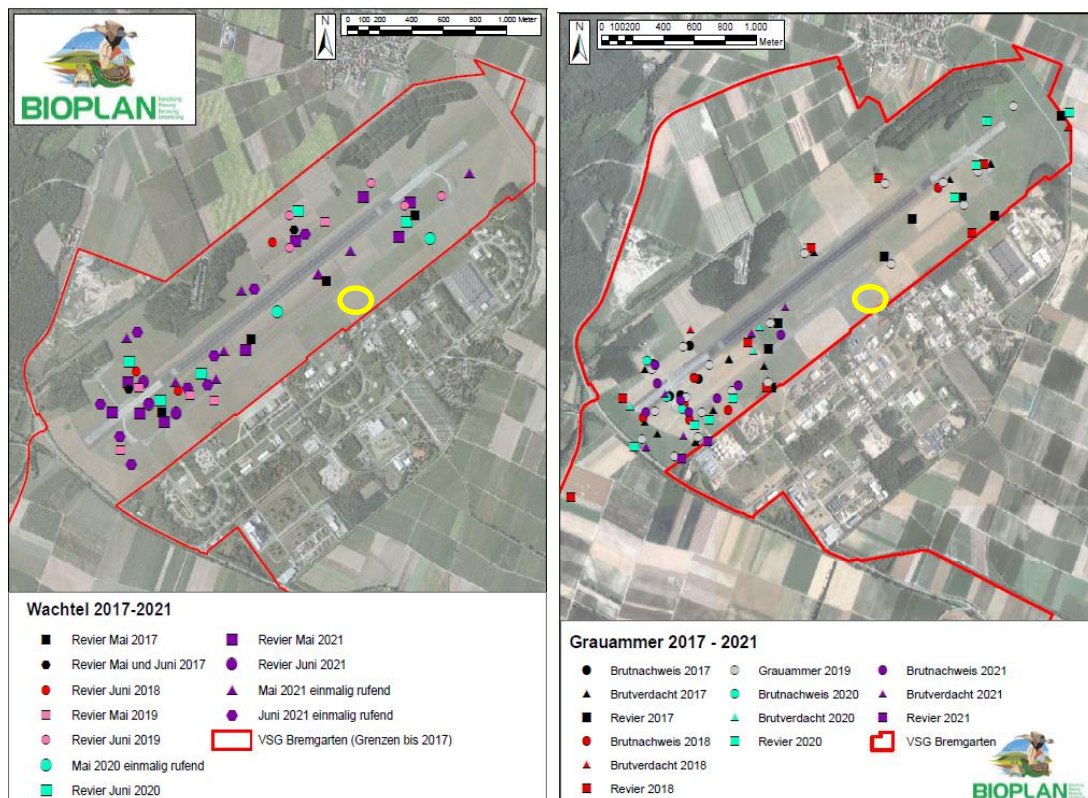 BIOPLAN
Forschung
Planung
Beratung
Umsetzung
N
0 100 200 400 600 800 1.000
Meter
Wachtel 2017-2021
Revier Mai 2017
Revier Mai und Juni 2017
Revier Juni 2018
Revier Mai 2019
Revier Juni 2019
Mai 2020 einmalig rufend
Revier Juni 2020
Revier Mai 2021
Revier Juni 2021
Mai 2021 einmalig rufend
Juni 2021 einmalig rufend
VSG Bremgarten (Grenzen bis 2017)
N
0 100200 400 600 800 1.000
Meter
Grauammer 2017 - 2021
Brutnachweis 2017
Brutverdacht 2017
Revier 2017
Brutnachweis 2018
Brutverdacht 2018
Revier 2018
Grauammer 2019
Brutnachweis 2020
Brutverdacht 2020
Revier 2020
Brutnachweis 2021
Brutverdacht 2021
Revier 2021
VSG Bremgarten
BIOPLAN